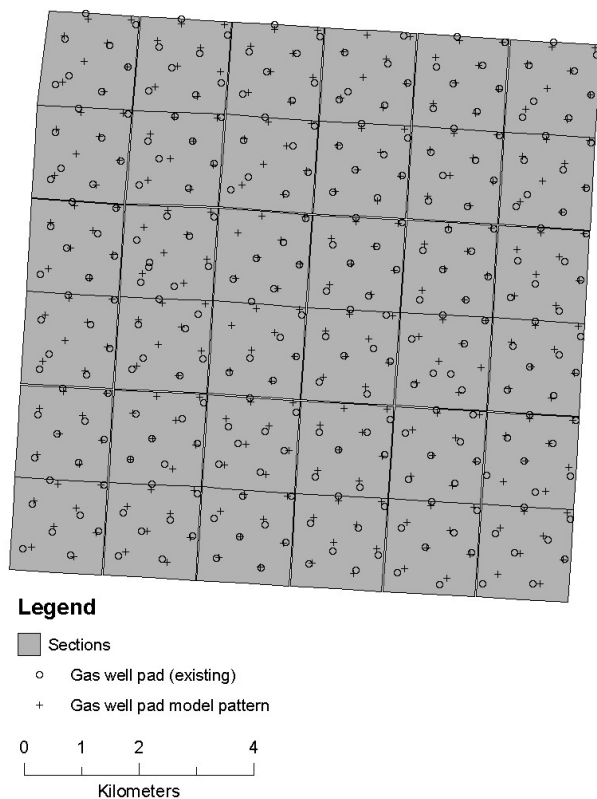 Legend
Sections
Gas well pad (existing)
Gas well pad model pattern
0 1 2 4
Kilometers